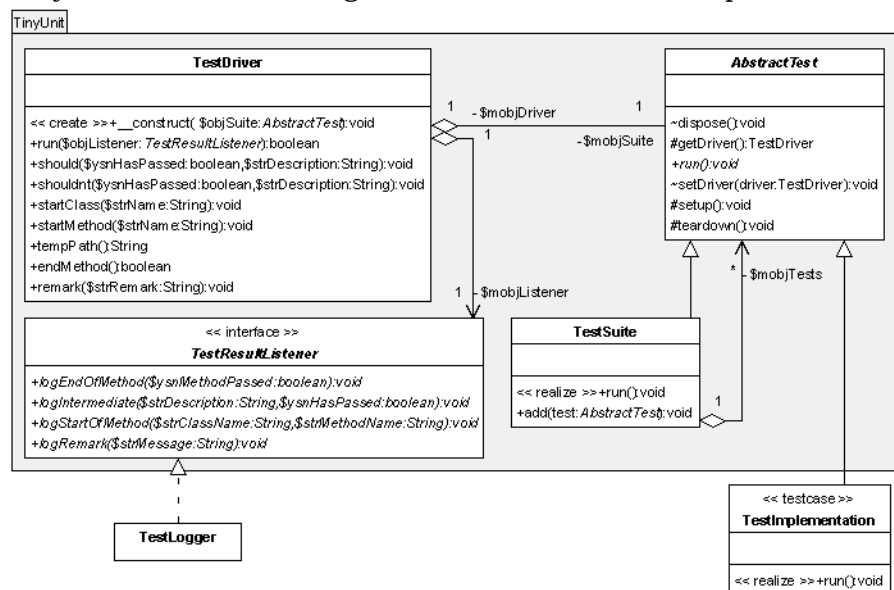 TinyUnit
TestDriver
<< create >>+__construct( $objSuite:AbstractTest):void
+run($objListener:TestResultListener):boolean
+should($ysnHasPassed:boolean,$strDescription:String):void
+shouldnt($ysnHasPassed:boolean,$strDescription:String):void
+startClass($strName:String):void
+startMethod($strName:String):void
+tempPath():String
+endMethod():boolean
+remark($strRemark:String):void
1
- $mobjDriver
1
- $mobjSuite
1
AbstractTest
~dispose():void
#getDriver():TestDriver
+run():void
~setDriver(driver:TestDriver):void
#setup():void
#teardown():void
1
- $mobjListener
*
- $mobjTests
<< interface >>
TestResultListener
+logEndOfMethod($ysnMethodPassed:boolean):void
+logIntermediate($strDescription:String,$ysnHasPassed:boolean):void
+logStartOfMethod($strClassName:String,$strMethodName:String):void
+logRemark($strMessage:String):void
TestSuite
<< realize >>+run():void
+add(test:AbstractTest):void
1
TestLogger
<< testcase >>
TestImplementation
<< realize >>+run():void